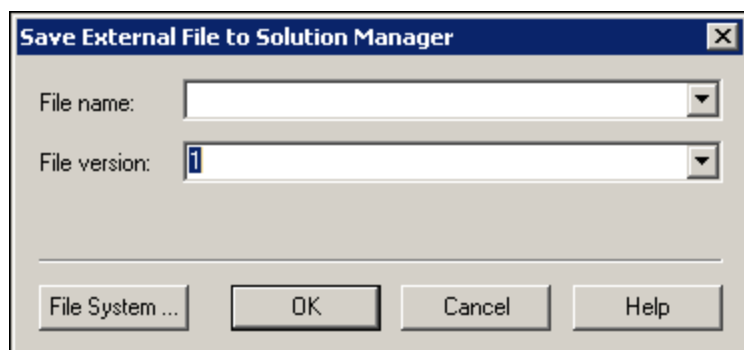 Save External File to Solution Manager
File name:
File version: 1
File System ... OK Cancel Help